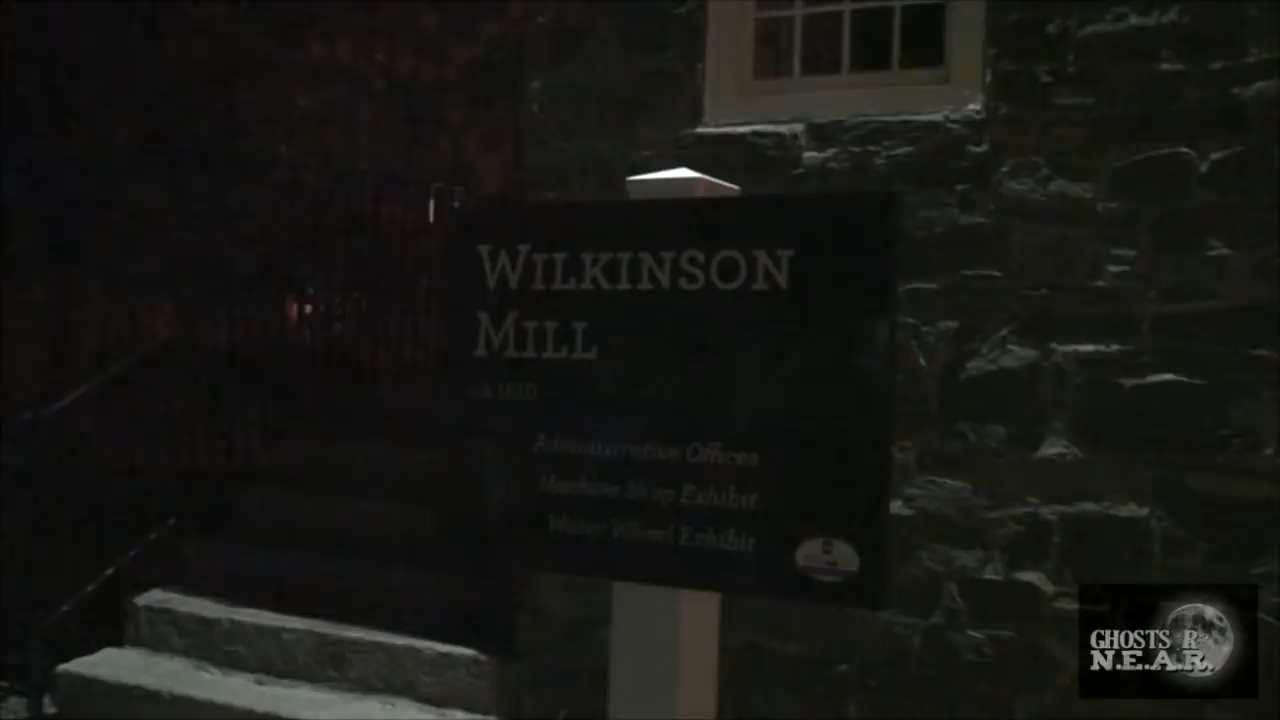 WILKINSON
MILL
Administrative Offices
Machine Shop Exhibit
Water Wheel Exhibit
GHOSTS R
N.E.A.R.